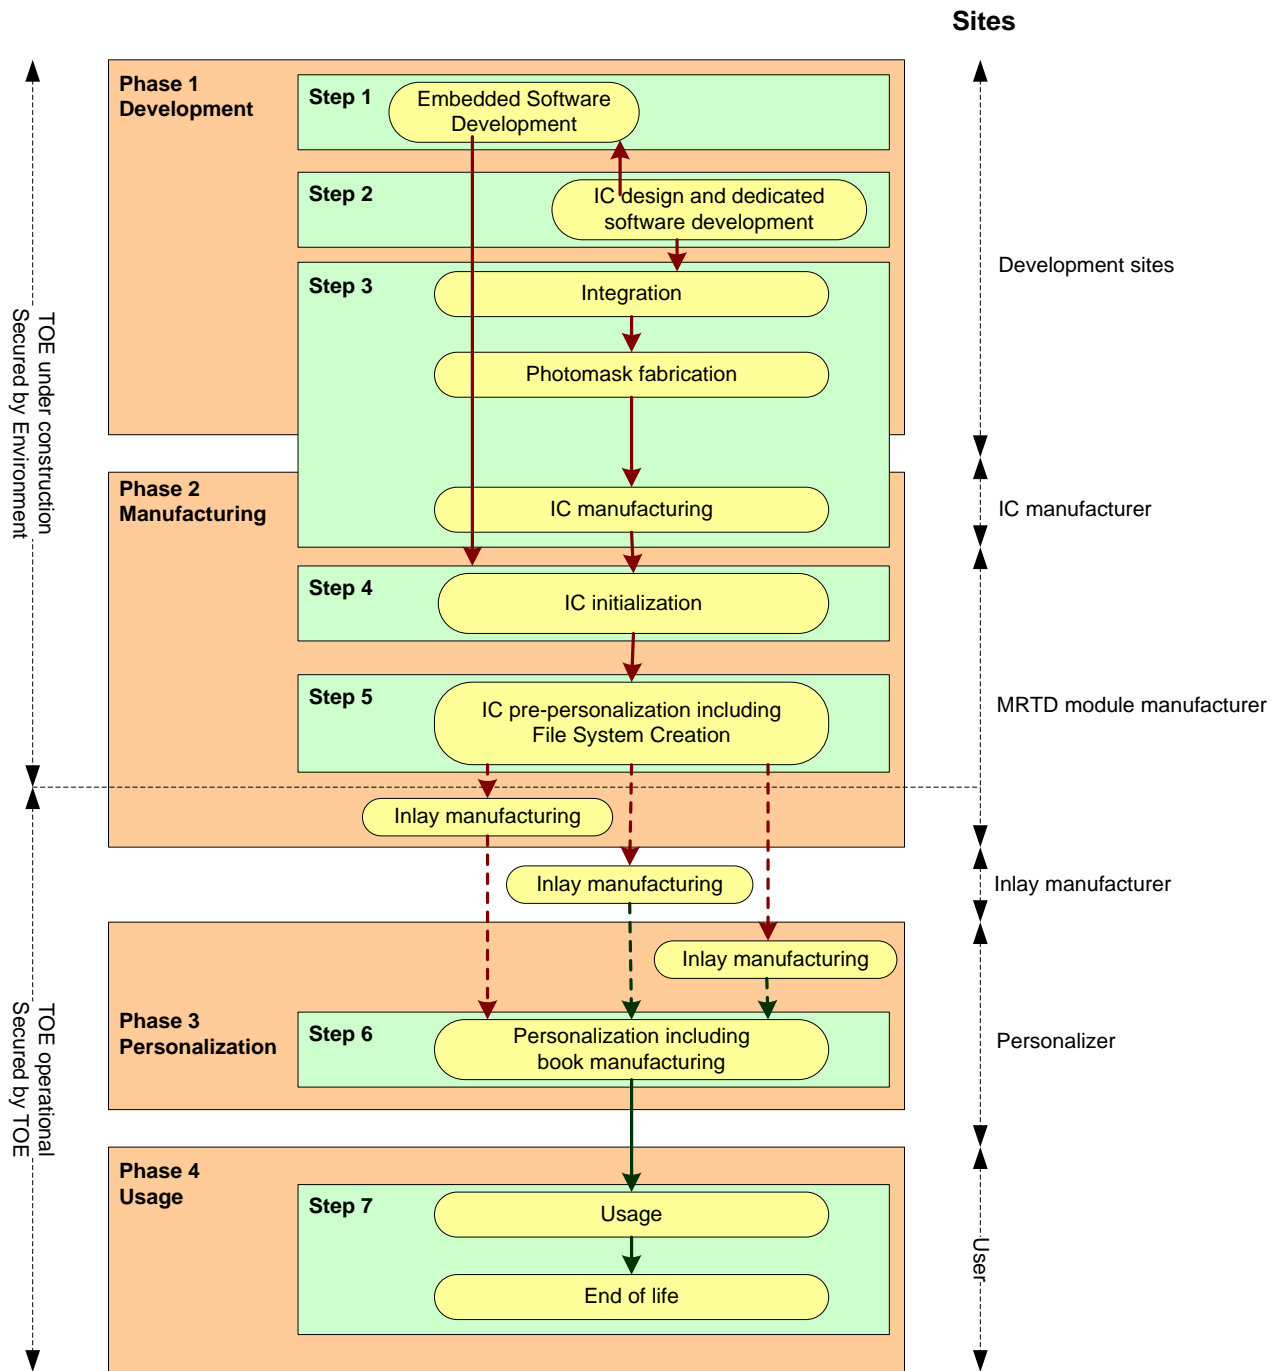 Sites
Phase 1
Development
Step 1
Embedded Software
Development
Step 2
IC design and dedicated
software development
Step 3
Integration
Photomask fabrication
Development sites
TOE under construction
Secured by Environment
Phase 2
Manufacturing
IC manufacturing
IC manufacturer
Step 4
IC initialization
Step 5
IC pre-personalization including
File System Creation
MRTD module manufacturer
Inlay manufacturing
Inlay manufacturing
Inlay manufacturer
Inlay manufacturing
TOE operational
Secured by TOE
Phase 3
Personalization
Step 6
Personalization including
book manufacturing
Personalizer
Phase 4
Usage
Step 7
Usage
End of life
User